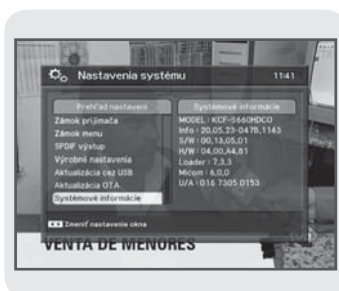 Nastavenia systému
11:41
Prehľad nastavení
Zámok prijímača
Zámok menu
SPDIF výstup
Výrobné nastavenia
Aktualizácia cez USB
Aktualizácia OTA
Systémové informácie
Systémové informácie
MODEL : KCF-S660HDCO
Info : 20,05,23-047B,1143
S/W : 00,13,05,01
H/W : 04,00,A4,81
Loader : 7,3,3
Micom : 6,0,0
U/A : 016 7305 0153
Zmeniť nastavenie okna
VENTA DE MENORES